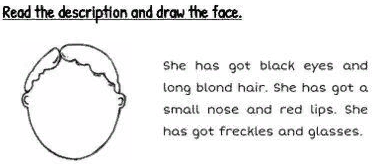 Read the description and draw the face.
She has got black eyes and
long blond hair. She has got a
small nose and red lips. She
has got freckles and glasses.